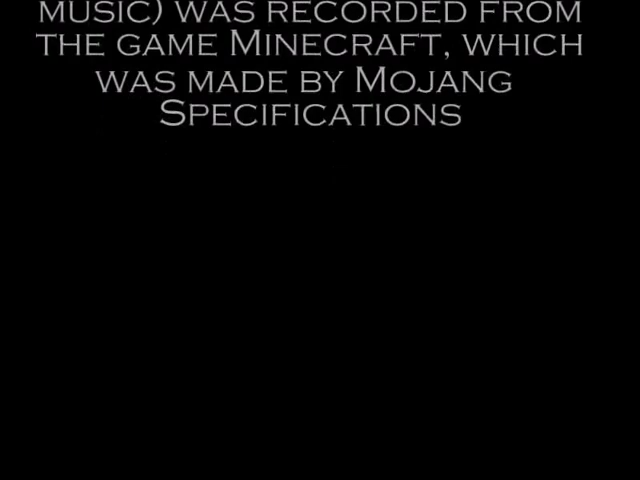 MUSIC) WAS RECORDED FROM
THE GAME MINECRAFT, WHICH
WAS MADE BY MOJANG
SPECIFICATIONS